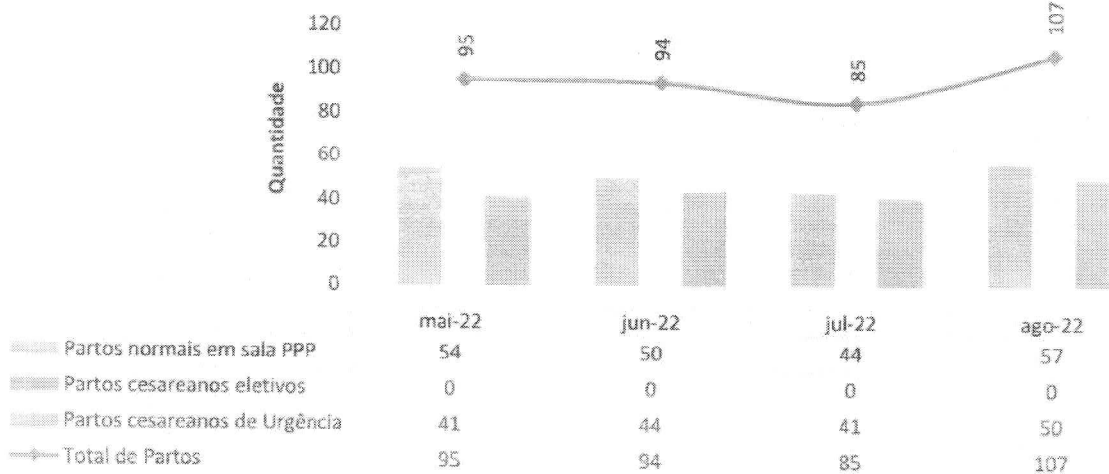 120
100
80
60
40
20
0
Quantidade
95
94
85
107
mai-22 jun-22 jul-22 ago-22
Partos normais em sala PPP 54 50 44 57
Partos cesareanos eletivos 0 0 0 0
Partos cesareanos de Urgência 41 44 41 50
Total de Partos 95 94 85 107